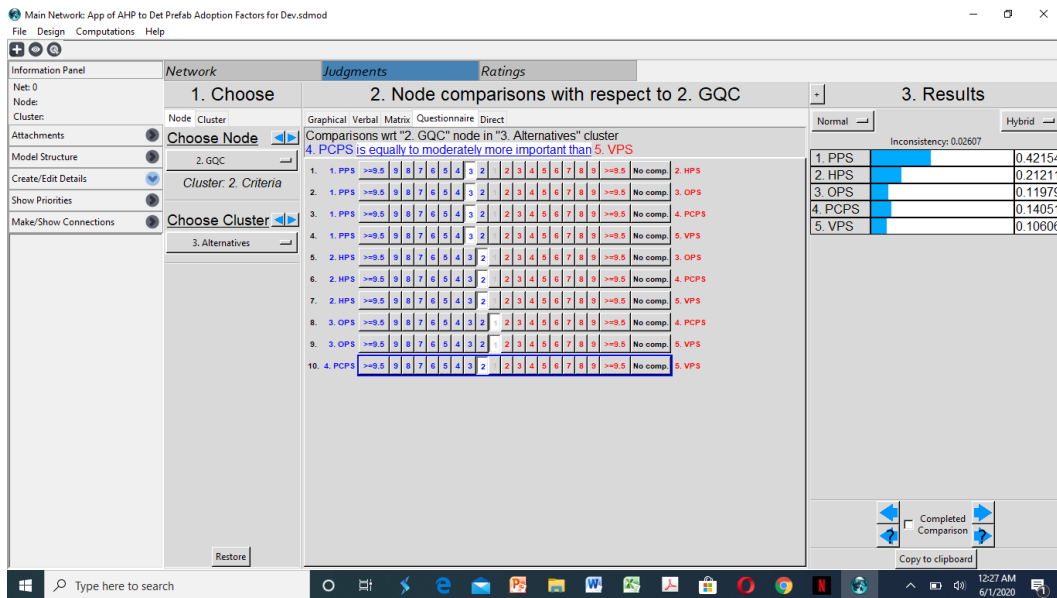 Main Network: App of AHP to Det Prefab Adoption Factors for Dev.sdmod
File Design Computations Help
Information Panel
Net: 0
Node:
Cluster:
Attachments
Model Structure
Create/Edit Details
Show Priorities
Make/Show Connections
Network Judgments Ratings
1. Choose
Node Cluster
Choose Node
2. GQC
Cluster: 2. Criteria
Choose Cluster
3. Alternatives
Restore
2. Node comparisons with respect to 2. GQC
Graphical Verbal Matrix Questionnaire Direct
Comparisons wrt "2. GQC" node in "3. Alternatives" cluster
4. PCPS is equally to moderately more important than 5. VPS
1. 1. PPS >=9.5 9 8 7 6 5 4 3 2 1 2 3 4 5 6 7 8 9 >=9.5 No comp. 2. HPS
2. 1. PPS >=9.5 9 8 7 6 5 4 3 2 1 2 3 4 5 6 7 8 9 >=9.5 No comp. 3. OPS
3. 1. PPS >=9.5 9 8 7 6 5 4 3 2 1 2 3 4 5 6 7 8 9 >=9.5 No comp. 4. PCPS
4. 1. PPS >=9.5 9 8 7 6 5 4 3 2 1 2 3 4 5 6 7 8 9 >=9.5 No comp. 5. VPS
5. 2. HPS >=9.5 9 8 7 6 5 4 3 2 1 2 3 4 5 6 7 8 9 >=9.5 No comp. 3. OPS
6. 2. HPS >=9.5 9 8 7 6 5 4 3 2 1 2 3 4 5 6 7 8 9 >=9.5 No comp. 4. PCPS
7. 2. HPS >=9.5 9 8 7 6 5 4 3 2 1 2 3 4 5 6 7 8 9 >=9.5 No comp. 5. VPS
8. 3. OPS >=9.5 9 8 7 6 5 4 3 2 1 2 3 4 5 6 7 8 9 >=9.5 No comp. 4. PCPS
9. 3. OPS >=9.5 9 8 7 6 5 4 3 2 1 2 3 4 5 6 7 8 9 >=9.5 No comp. 5. VPS
10. 4. PCPS >=9.5 9 8 7 6 5 4 3 2 1 2 3 4 5 6 7 8 9 >=9.5 No comp. 5. VPS
+ 3. Results
Normal Hybrid
Inconsistency: 0.02607
1. PPS 0.42154
2. HPS 0.21211
3. OPS 0.11979
4. PCPS 0.14051
5. VPS 0.10606
Completed
Comparison
? ?
Copy to clipboard
Type here to search
12:27 AM
6/1/2020